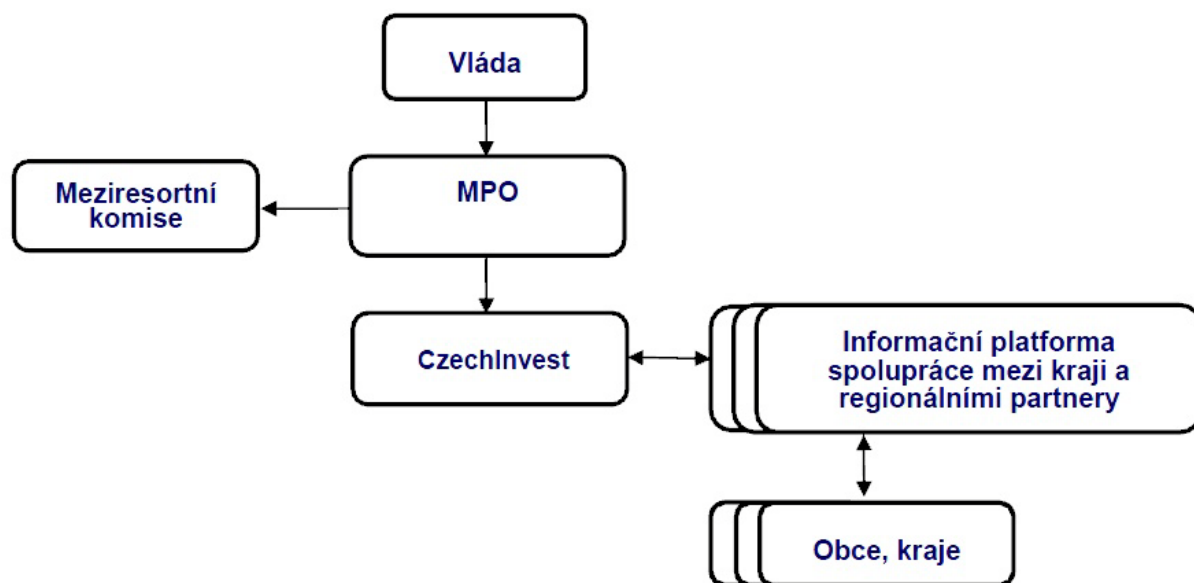 Vláda
MPO
Meziresortní
komise
CzechInvest
Informační platforma
spolupráce mezi kraji a
regionálními partnery
Obce, kraje